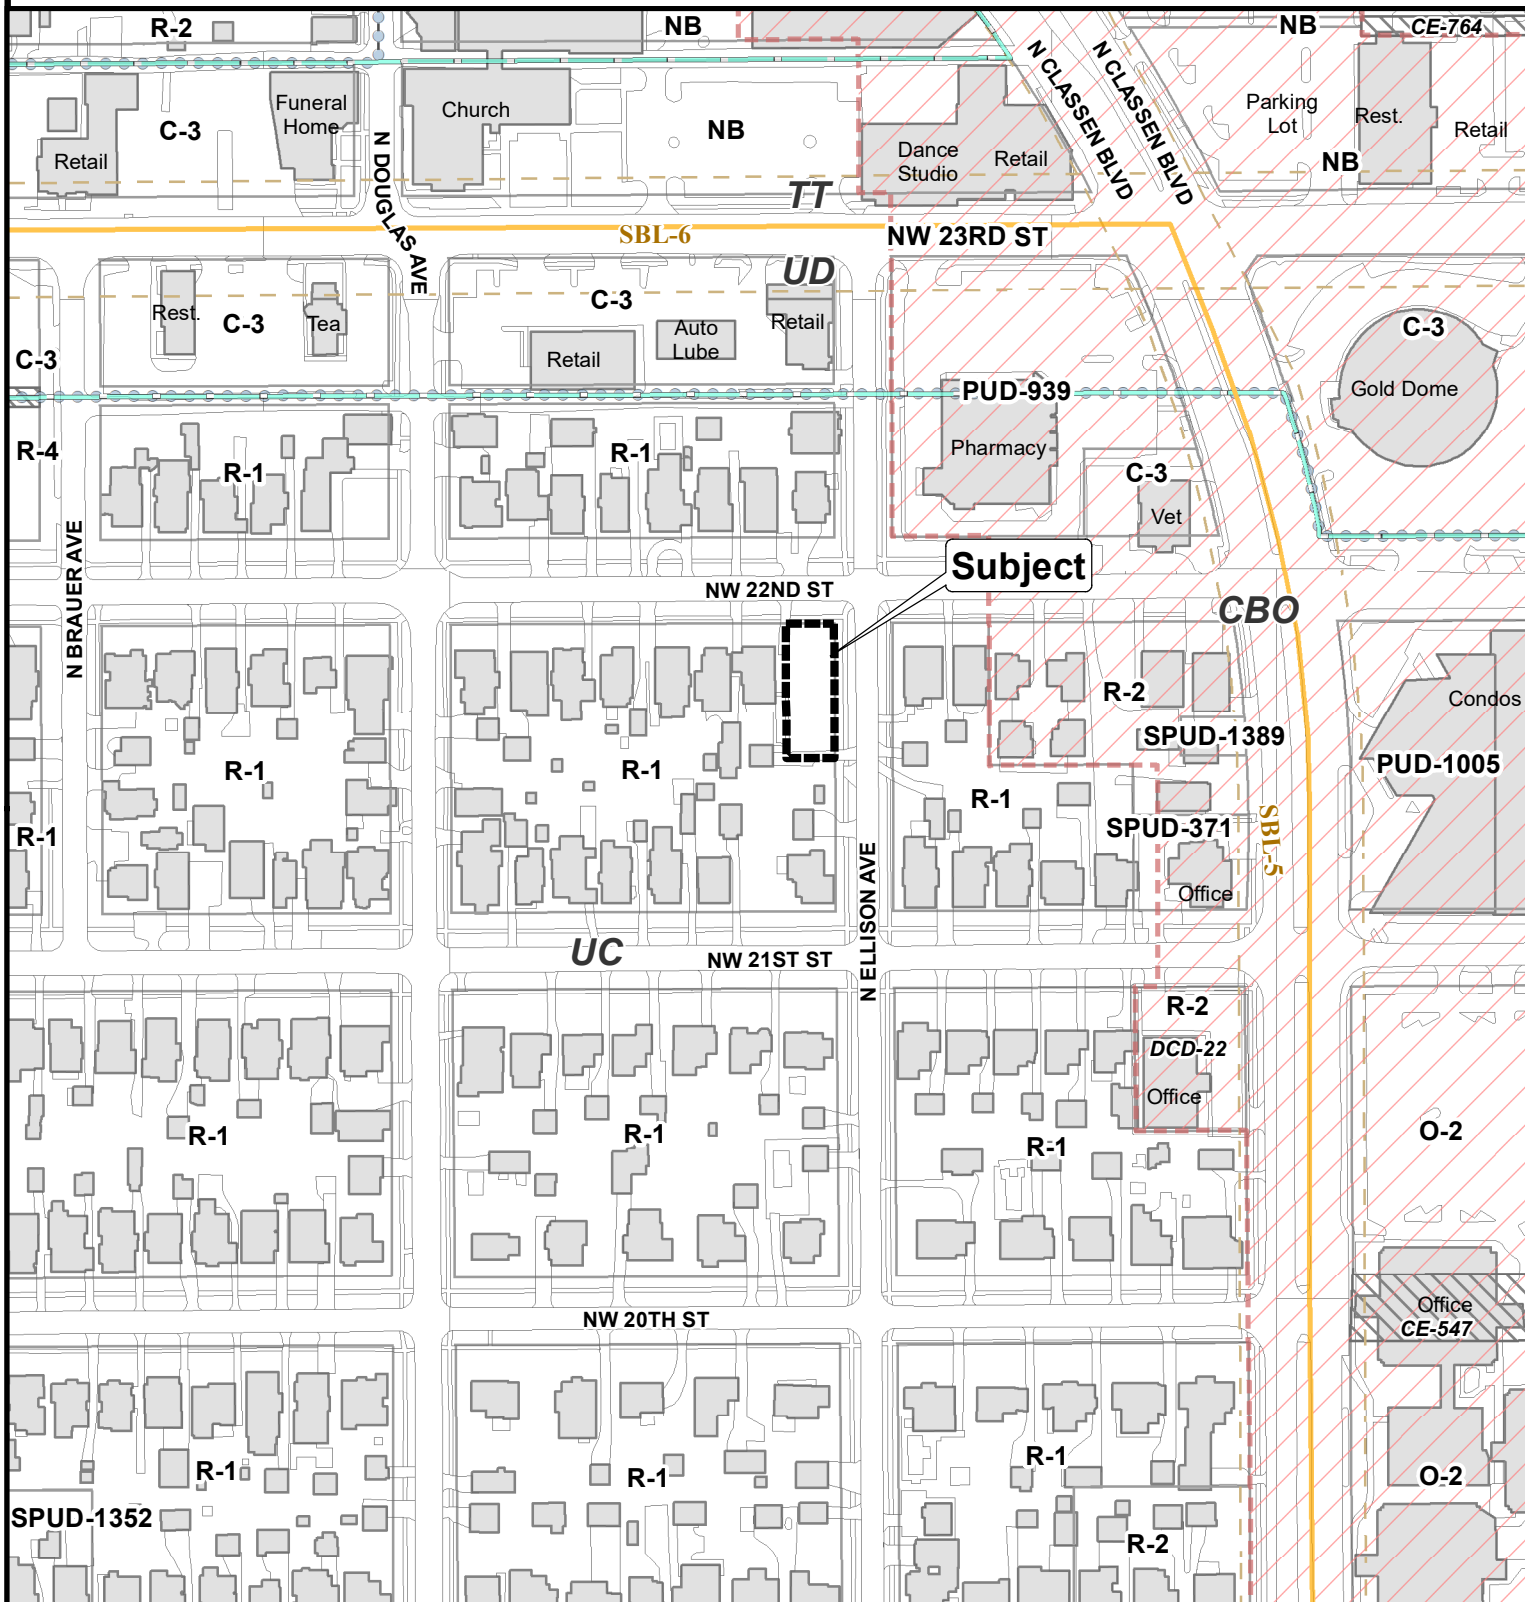 R-2
NB
NB
CE-764
N CLASSEN BLVD
N CLASSEN BLVD
Funeral
Home
Church
C-3
Retail
N DOUGLAS AVE
NB
Dance
Studio
Retail
Parking
Lot
Rest.
Retail
NB
TT
SBL-6
NW 23RD ST
UD
Rest.
C-3
Tea
C-3
Retail
Auto
Lube
Retail
C-3
Gold Dome
C-3
PUD-939
Pharmacy
R-4
R-1
R-1
C-3
Vet
N BRAUER AVE
Subject
NW 22ND ST
CBO
R-2
Condos
SPUD-1389
PUD-1005
R-1
R-1
R-1
R-1
SPUD-371
SBL-5
Office
N ELLISON AVE
UC
NW 21ST ST
R-2
DCD-22
Office
R-1
R-1
R-1
O-2
Office
CE-547
NW 20TH ST
R-1
R-1
R-1
O-2
SPUD-1352
R-2